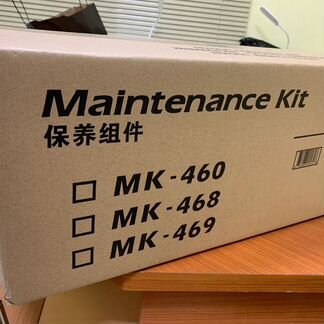 Maintenance Kit
保养组件
☐ MK-460
☐ MK-468
☐ MK-469